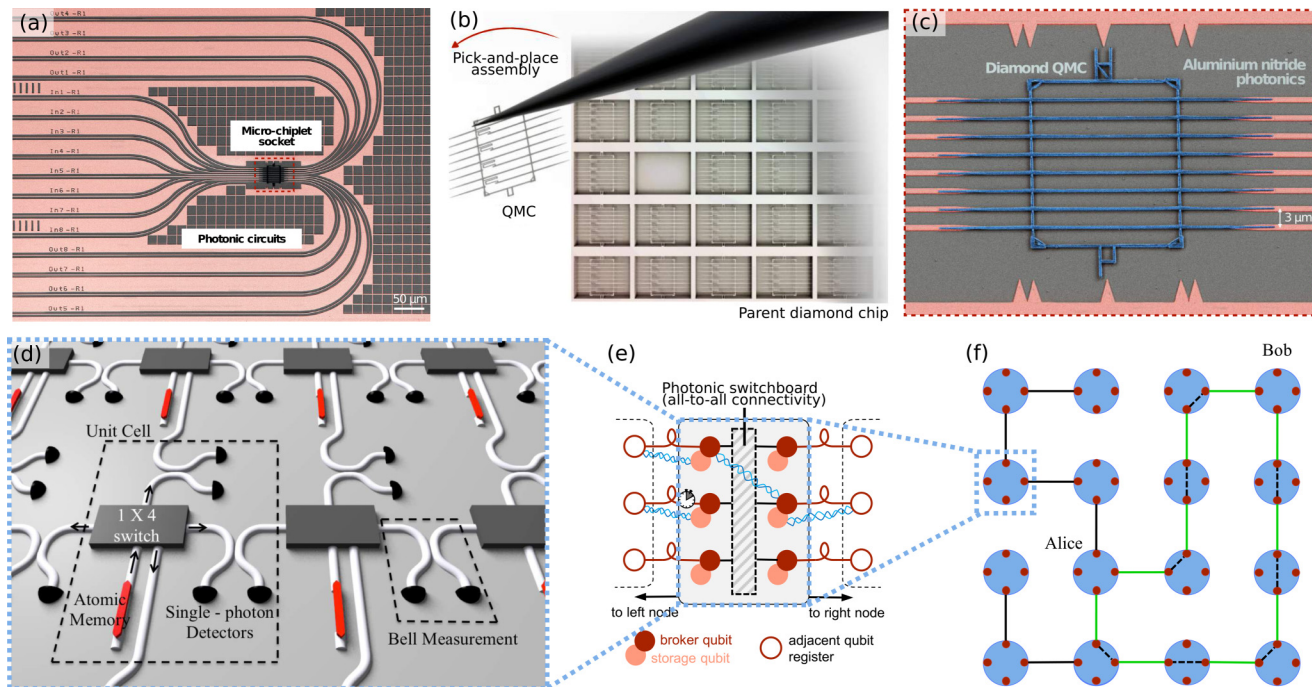 (a)
Out4-R1
Out3-R1
Out2-R1
Out1-R1
In1-R1
In2-R1
In3-R1
In4-R1
In5-R1
In6-R1
In7-R1
In8-R1
Out8-R1
Out7-R1
Out6-R1
Out5-R1
Micro-chiplet
socket
Photonic circuits
50 μm
(b)
Pick-and-place
assembly
QMC
Parent diamond chip
(c)
Diamond QMC
Aluminium nitride
photonics
3 μm
(d)
Unit Cell
1 X 4
switch
Atomic
Memory
Single - photon
Detectors
Bell Measurement
(e)
Photonic switchboard
(all-to-all connectivity)
to left node
to right node
broker qubit
storage qubit
adjacent qubit
register
(f)
Bob
Alice